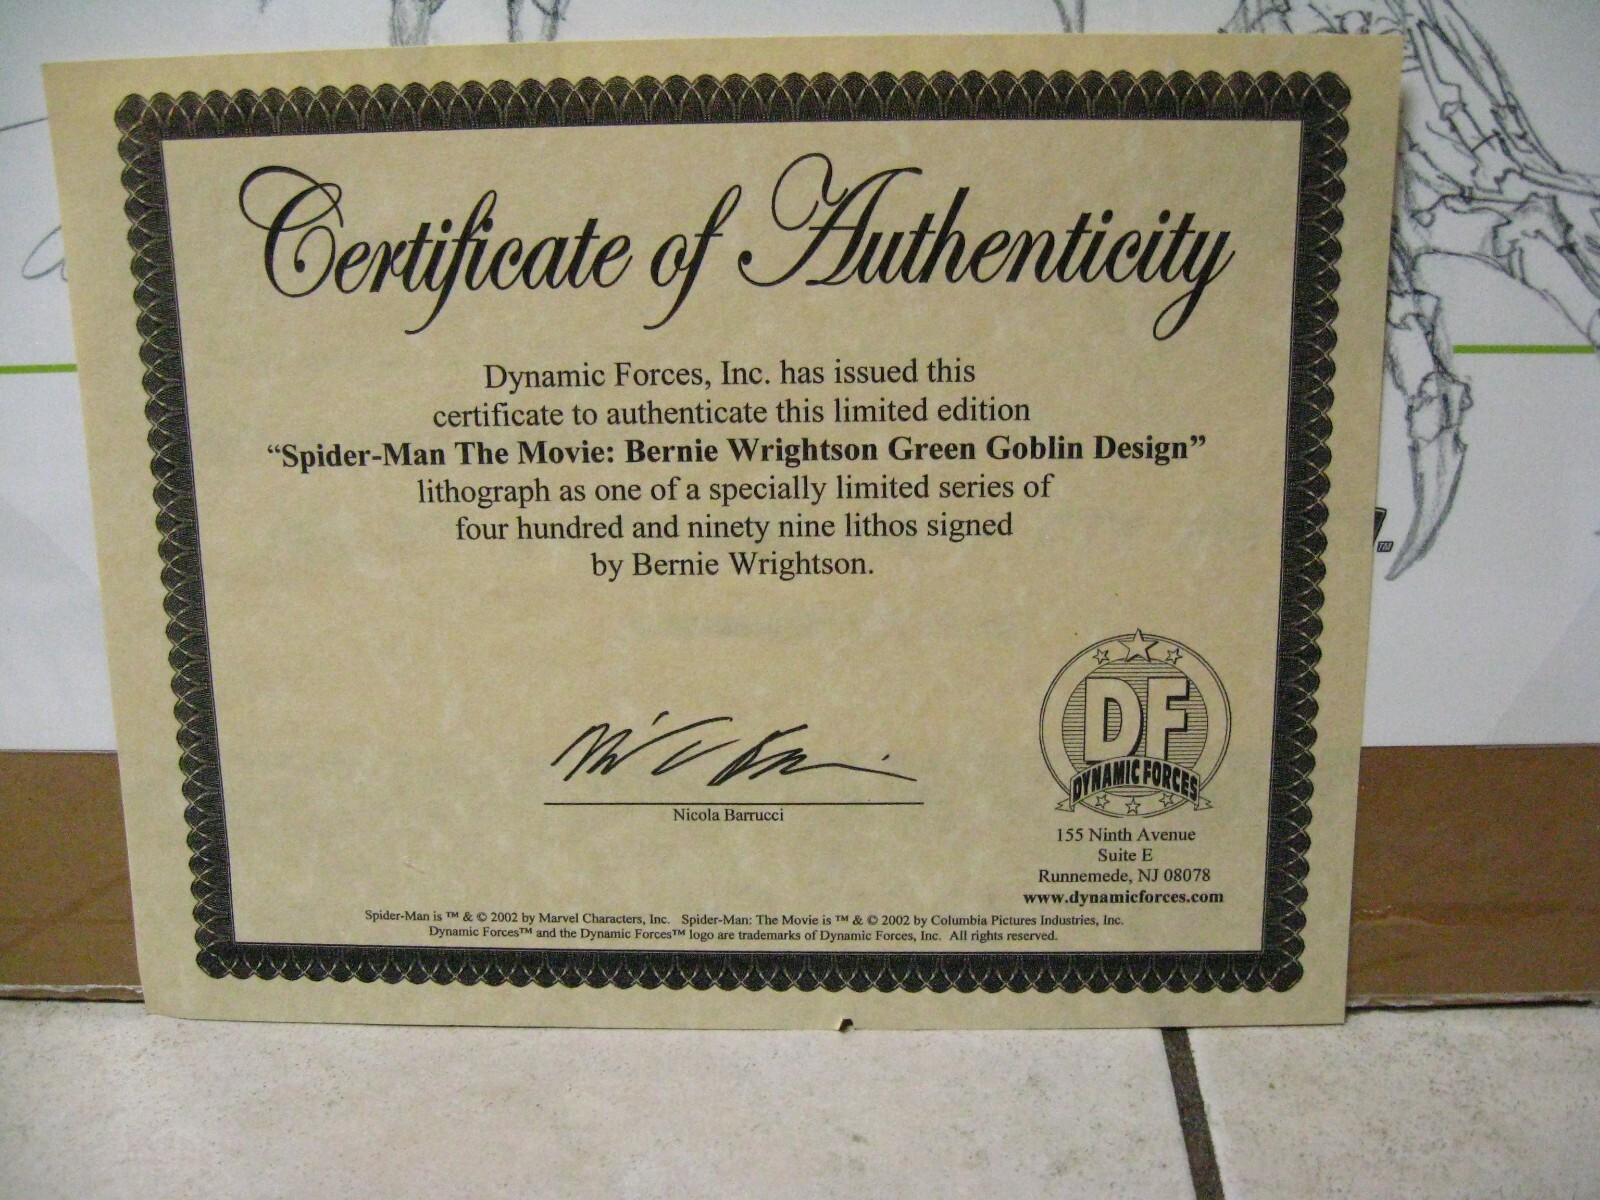 Certificate of Authenticity
Dynamic Forces, Inc. has issued this
certificate to authenticate this limited edition
“Spider-Man The Movie: Bernie Wrightson Green Goblin Design”
lithograph as one of a specially limited series of
four hundred and ninety nine lithos signed
by Bernie Wrightson.
Nicola Barrucci
DF
DYNAMIC FORCES
155 Ninth Avenue
Suite E
Runnemede, NJ 08078
www.dynamicforces.com
Spider-Man is ™ & © 2002 by Marvel Characters, Inc. Spider-Man: The Movie is ™ & © 2002 by Columbia Pictures Industries, Inc.
Dynamic Forces™ and the Dynamic Forces™ logo are trademarks of Dynamic Forces, Inc. All rights reserved.
TM